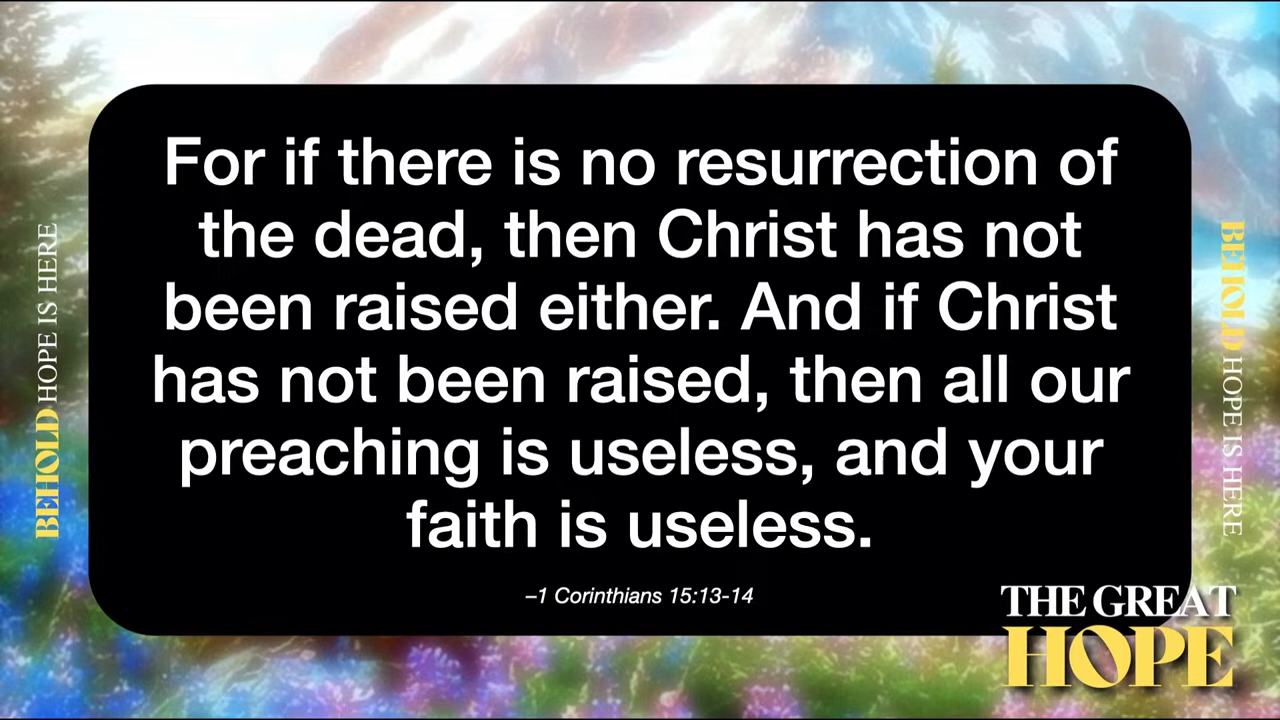 For if there is no resurrection of
the dead, then Christ has not
been raised either. And if Christ
has not been raised, then all our
preaching is useless, and your
faith is useless.
–1 Corinthians 15:13-14
BEHOLD HOPE IS HERE
BEHOLD HOPE IS HERE
THE GREAT
HOPE